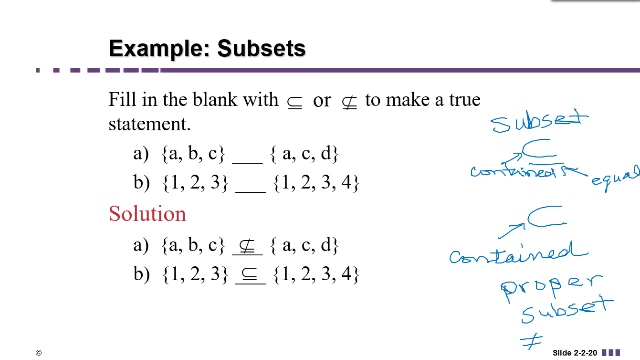 Example: Subsets
Fill in the blank with ⊆ or ⊈ to make a true
statement.
a) {a, b, c} ___ { a, c, d}
b) {1, 2, 3} ___ {1, 2, 3, 4}
Solution
a) {a, b, c} ⊈ { a, c, d}
b) {1, 2, 3} ⊆ {1, 2, 3, 4}
Subset
⊆
contained
equal
⊂
contained
proper
subset
≠
©
Slide 2-2-20